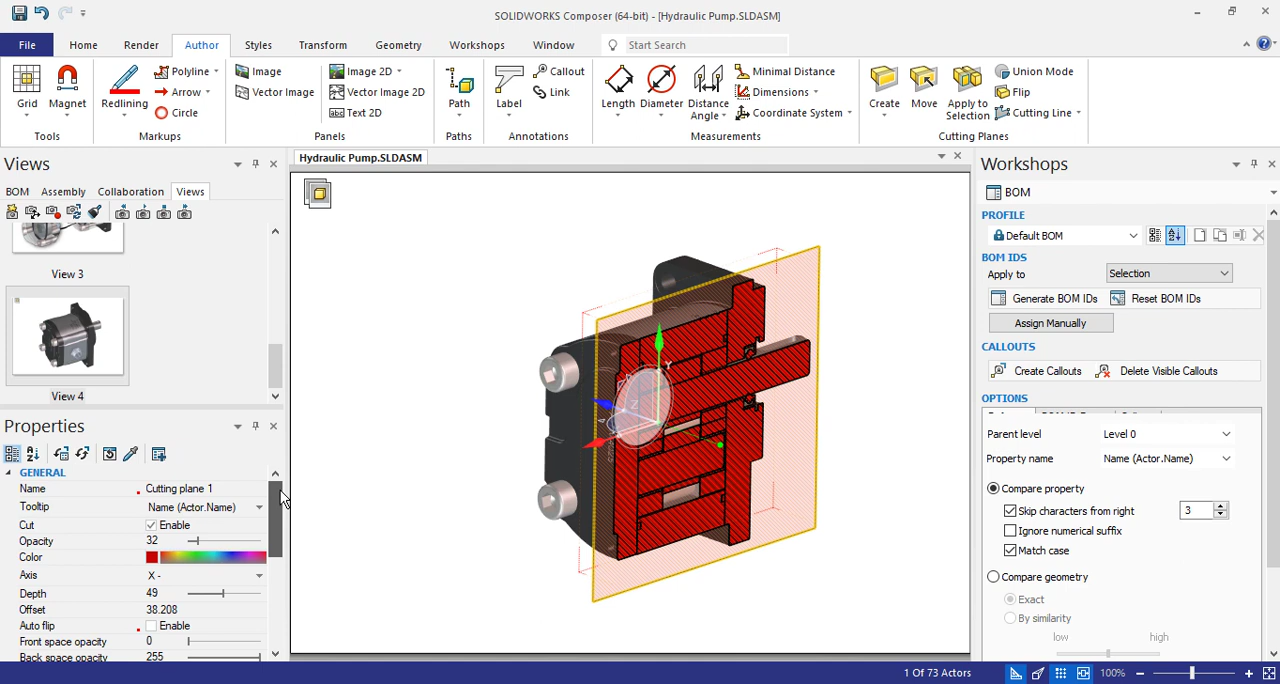 SOLIDWORKS Composer (64-bit) - [Hydraulic Pump.SLDASM]
File Home Render Author Styles Transform Geometry Workshops Window Start Search
Grid Magnet Redlining Polyline Arrow Circle
Image Vector Image Image 2D Vector Image 2D Text 2D
Path Label Callout Link
Length Diameter Distance Angle Minimal Distance Dimensions Coordinate System
Create Move Apply to Selection Union Mode Flip Cutting Line
Tools Markups Panels Paths Annotations Measurements Cutting Planes
Views
BOM Assembly Collaboration Views
View 3
View 4
Properties
GENERAL
Name Cutting plane 1
Tooltip Name (Actor.Name)
Cut Enable
Opacity 32
Color
Axis X -
Depth 49
Offset 38.208
Auto flip Enable
Front space opacity 0
Back space opacity 255
Hydraulic Pump.SLDASM
Y
Z
Workshops
BOM
PROFILE
Default BOM
BOM IDS
Apply to Selection
Generate BOM IDs Reset BOM IDs
Assign Manually
CALLOUTS
Create Callouts Delete Visible Callouts
OPTIONS
Parent level Level 0
Property name Name (Actor.Name)
Compare property
Skip characters from right 3
Ignore numerical suffix
Match case
Compare geometry
Exact
By similarity
low high
1 Of 73 Actors 100%